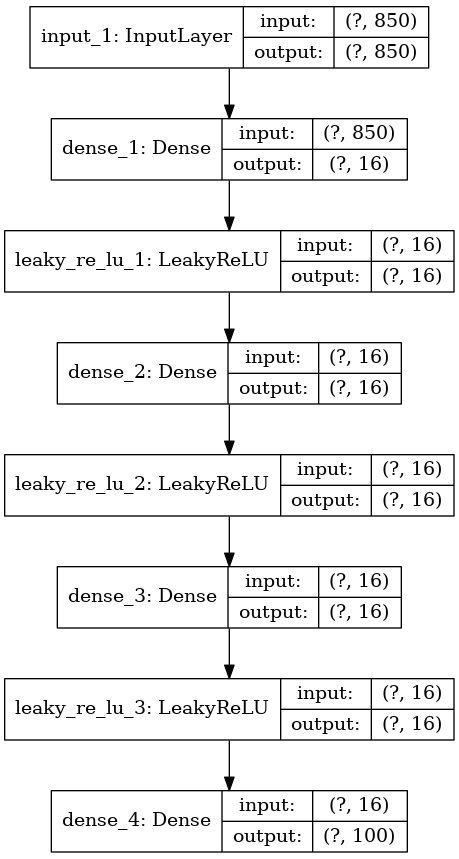 input_1: InputLayer
input:
(?, 850)
output:
(?, 850)
dense_1: Dense
input:
(?, 850)
output:
(?, 16)
leaky_re_lu_1: LeakyReLU
input:
(?, 16)
output:
(?, 16)
dense_2: Dense
input:
(?, 16)
output:
(?, 16)
leaky_re_lu_2: LeakyReLU
input:
(?, 16)
output:
(?, 16)
dense_3: Dense
input:
(?, 16)
output:
(?, 16)
leaky_re_lu_3: LeakyReLU
input:
(?, 16)
output:
(?, 16)
dense_4: Dense
input:
(?, 16)
output:
(?, 100)